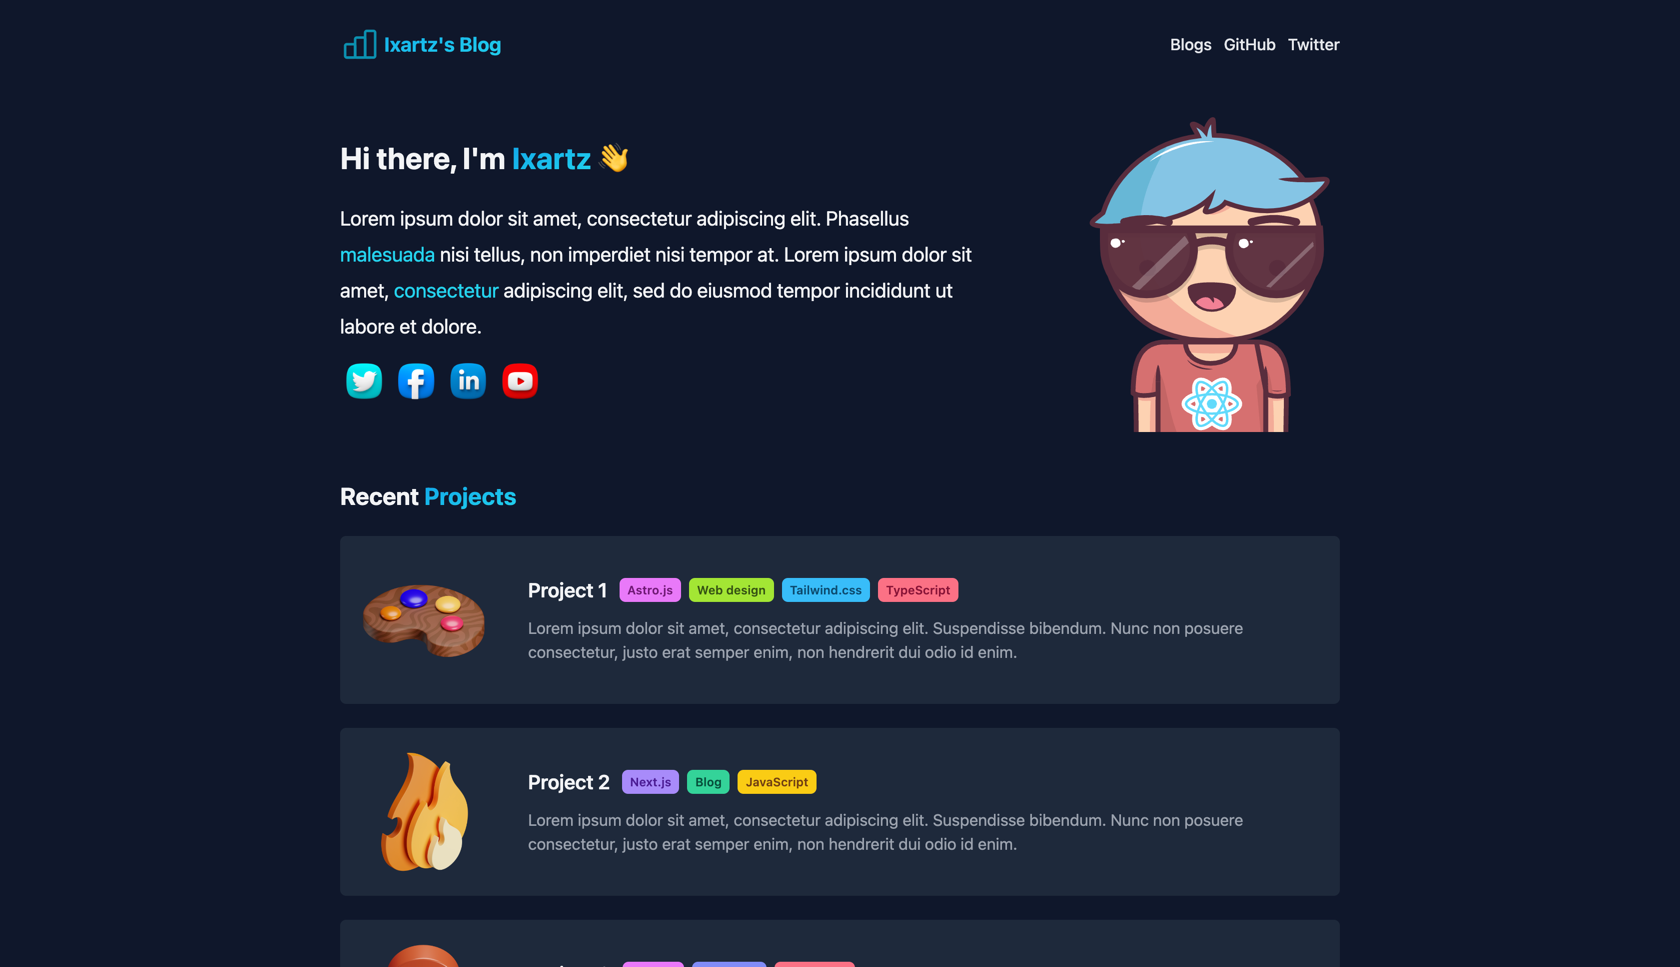 Ixartz's Blog
Blogs GitHub Twitter
Hi there, I'm Ixartz 👋
Lorem ipsum dolor sit amet, consectetur adipiscing elit. Phasellus
malesuada nisi tellus, non imperdiet nisi tempor at. Lorem ipsum dolor sit
amet, consectetur adipiscing elit, sed do eiusmod tempor incididunt ut
labore et dolore.
in
Recent Projects
Project 1 Astro.js Web design Tailwind.css TypeScript
Lorem ipsum dolor sit amet, consectetur adipiscing elit. Suspendisse bibendum. Nunc non posuere
consectetur, justo erat semper enim, non hendrerit dui odio id enim.
Project 2 Next.js Blog JavaScript
Lorem ipsum dolor sit amet, consectetur adipiscing elit. Suspendisse bibendum. Nunc non posuere
consectetur, justo erat semper enim, non hendrerit dui odio id enim.